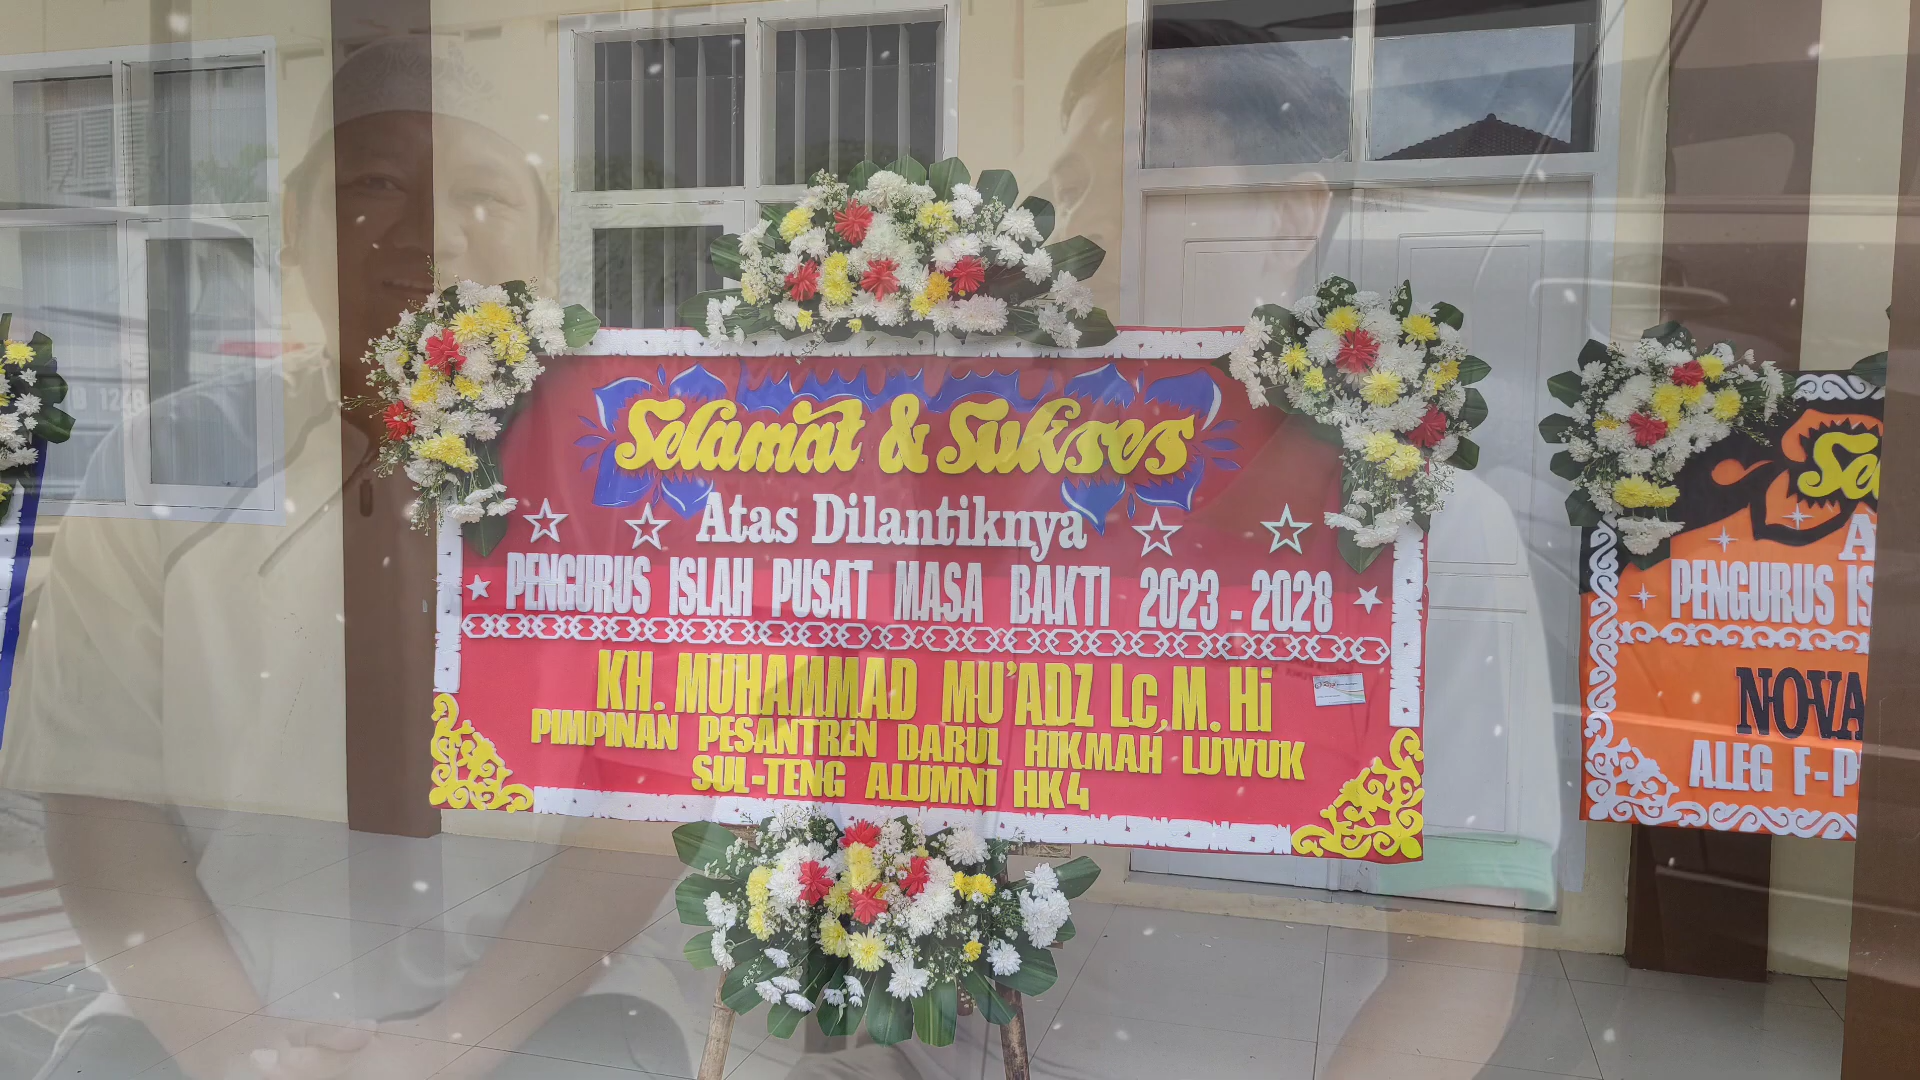 Selamat & Sukses
Atas Dilantiknya
PENGURUS ISLAH PUSAT MASA BAKTI 2023 - 2028
KH. MUHAMMAD MU'ADZ Lc, M. Hi
PIMPINAN PESANTREN DARUL HIKMAH LUWUK
SUL-TENG ALUMNI HK4
Se
A
PENGURUS IS
NOVA
ALEG F-P
1248